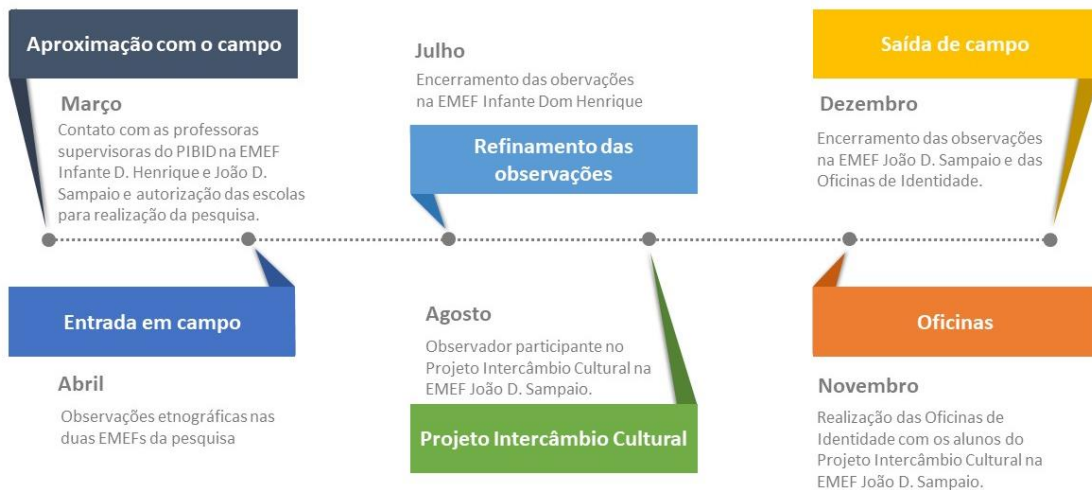 Aproximação com o campo
Março
Contato com as professoras
supervisoras do PIBID na EMEF
Infante D. Henrique e João D.
Sampaio e autorização das escolas
para realização da pesquisa.
Entrada em campo
Abril
Observações etnográficas nas
duas EMEFs da pesquisa
Julho
Encerramento das obervações
na EMEF Infante Dom Henrique
Refinamento das
observações
Agosto
Observador participante no
Projeto Intercâmbio Cultural na
EMEF João D. Sampaio.
Projeto Intercâmbio Cultural
Saída de campo
Dezembro
Encerramento das observações
na EMEF João D. Sampaio e das
Oficinas de Identidade.
Oficinas
Novembro
Realização das Oficinas de
Identidade com os alunos do
Projeto Intercâmbio Cultural na
EMEF João D. Sampaio.